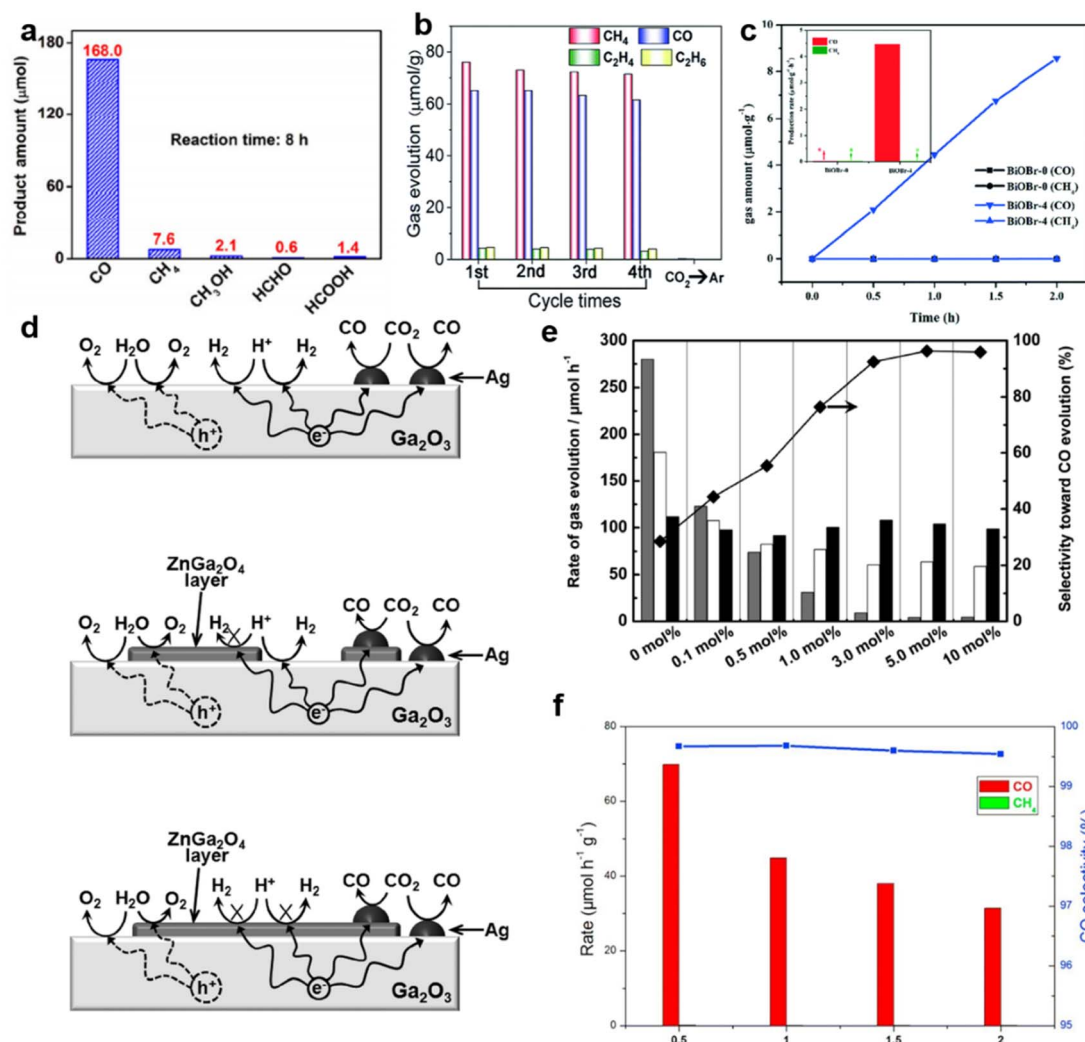 a
Product amount (μmol)
180
120
60
0
168.0
7.6
2.1
0.6
1.4
Reaction time: 8 h
CO
CH4
CH3OH
HCHO
HCOOH
b
Gas evolution (μmol/g)
80
60
40
20
0
CH4 CO
C2H4 C2H6
1st 2nd 3rd 4th CO2→Ar
Cycle times
c
gas amount (μmol·g⁻¹)
10
8
6
4
2
0
Production rate (μmol·g⁻¹·h⁻¹)
CO
CH4
BiOBr-0 BiOBr-4
BiOBr-0 (CO)
BiOBr-0 (CH4)
BiOBr-4 (CO)
BiOBr-4 (CH4)
0.0 0.5 1.0 1.5 2.0
Time (h)
d
O2 H2O O2 H2 H+ H2 CO CO2 CO
Ag
h+ e- Ga2O3
ZnGa2O4
layer
O2 H2O O2 H2 H+ H2 CO CO2 CO
Ag
h+ e- Ga2O3
ZnGa2O4
layer
O2 H2O O2 H2 H+ H2 CO CO2 CO
Ag
h+ e- Ga2O3
e
Rate of gas evolution / μmol h⁻¹
300
250
200
150
100
50
0
100
80
60
40
20
0
Selectivity toward CO evolution (%)
0 mol% 0.1 mol% 0.5 mol% 1.0 mol% 3.0 mol% 5.0 mol% 10 mol%
f
Rate (μmol h⁻¹ g⁻¹)
80
60
40
20
0
CO
CH4
100
99
98
97
96
95
CO selectivity (%)
0.5 1 1.5 2